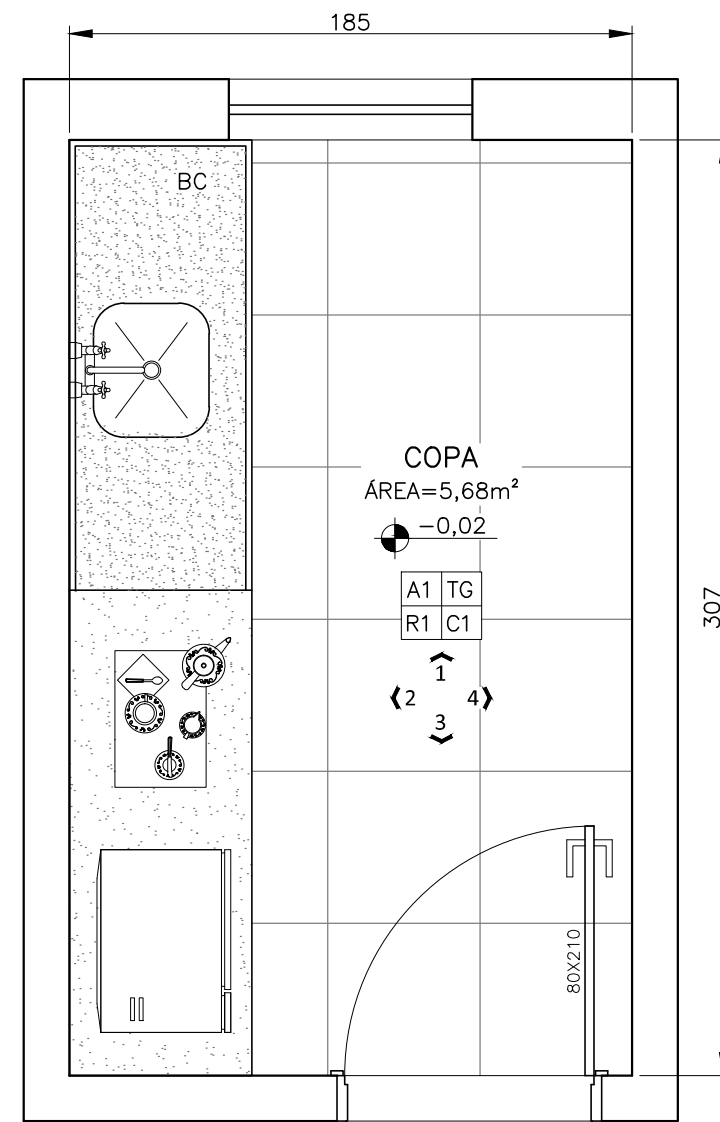 185
BC
COPA
ÁREA=5,68m²
-0,02
A1 TG
R1 C1
1
2 4
3
307
80X210